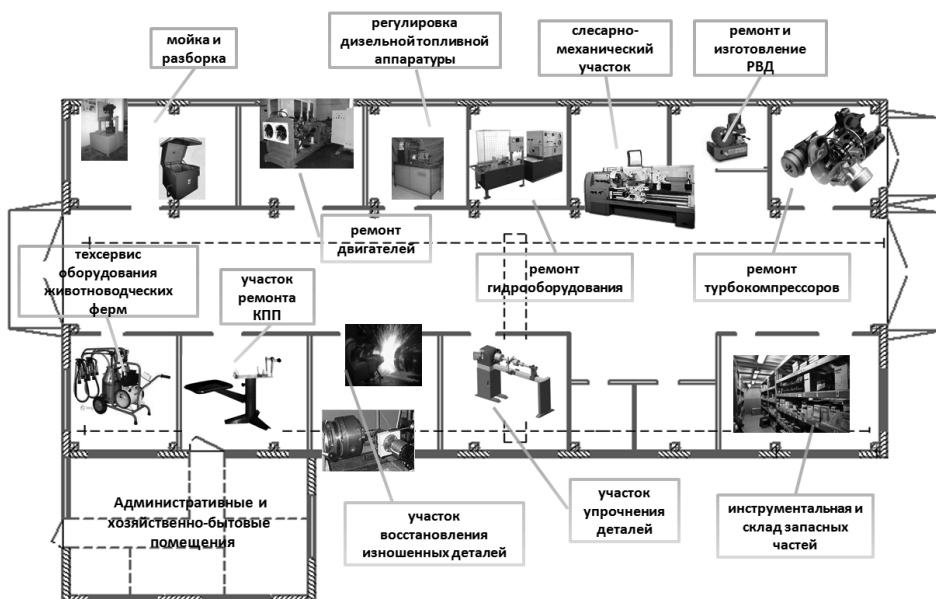 мойка и
разборка
регулировка
дизельной топливной
аппаратуры
слесарно-
механический
участок
ремонт и
изготовление
РВД
ремонт
двигателей
техсервис
оборудования
животноводческих
ферм
участок
ремонта
КПП
ремонт
гидрооборудования
ремонт
турбокомпрессоров
Административные и
хозяйственно-бытовые
помещения
участок
восстановления
изношенных деталей
участок
упрочнения
деталей
инструментальная и
склад запасных
частей